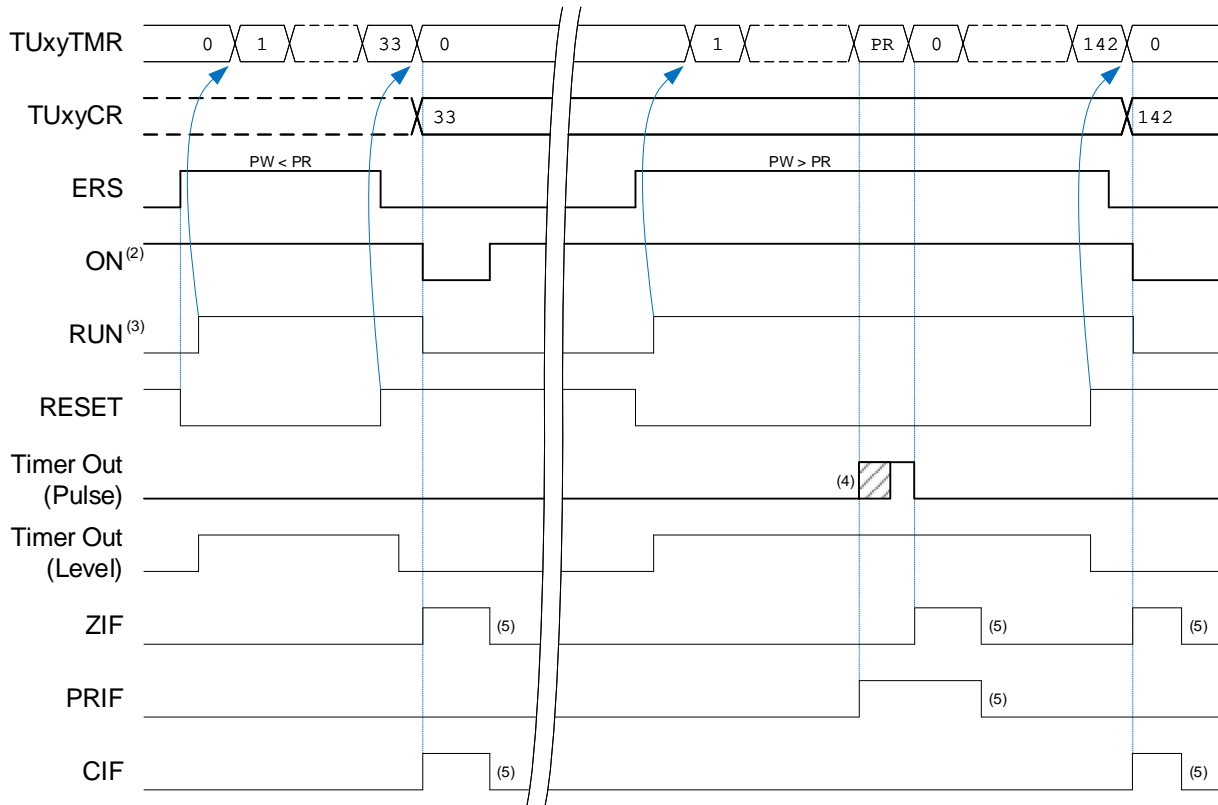 TUxyTMR 0 1 33 0 1 PR 0 142 0
TUxyCR 33 142
PW < PR PW > PR
ERS
ON(2)
RUN(3)
RESET
Timer Out
(Pulse) (4)
Timer Out
(Level)
ZIF (5) (5) (5)
PRIF (5)
CIF (5) (5)